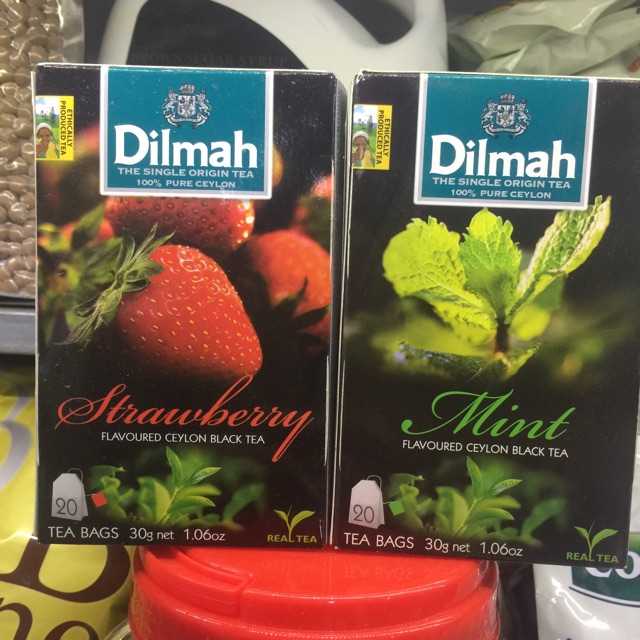 ETHICALLY
PRODUCED TEA
Dilmah
THE SINGLE ORIGIN TEA
100% PURE CEYLON
Strawberry
FLAVOURED CEYLON BLACK TEA
20
TEA BAGS 30g net 1.06oz
REAL TEA
ETHICALLY
PRODUCED TEA
Dilmah
THE SINGLE ORIGIN TEA
100% PURE CEYLON
Mint
FLAVOURED CEYLON BLACK TEA
20
TEA BAGS 30g net 1.06oz
REAL TEA